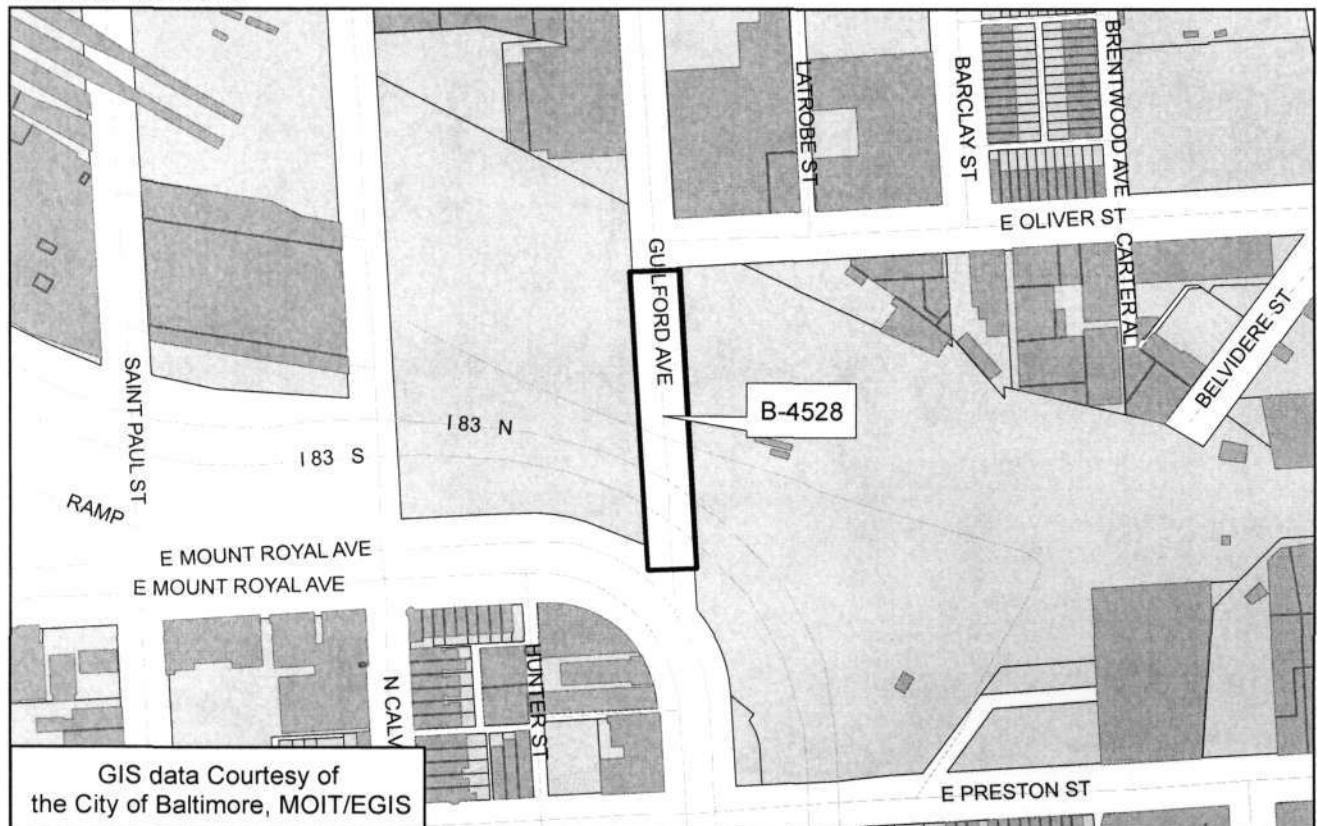 LATROBE ST
BARCLAY ST
BRENTWOOD AVE
E OLIVER ST
GUILFORD AVE
CARTER AL
BELVIDERE ST
SAINT PAUL ST
B-4528
I 83 N
I 83 S
RAMP
E MOUNT ROYAL AVE
E MOUNT ROYAL AVE
HUNTER ST
N CALV
E PRESTON ST
GIS data Courtesy of
the City of Baltimore, MOIT/EGIS